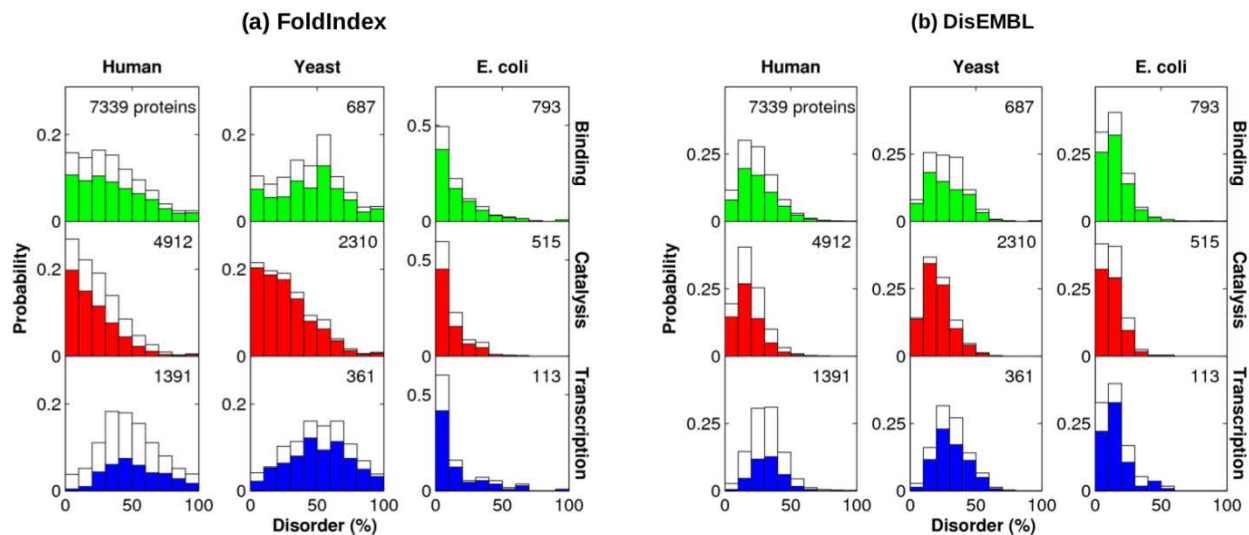 (a) FoldIndex
(b) DisEMBL
Human Yeast E. coli
Human Yeast E. coli
7339 proteins 687 793
7339 proteins 687 793
0.2 0 0.2 0 0.5 0
0.25 0 0.25 0 0.25 0
Binding
Binding
4912 2310 515
4912 2310 515
0.2 0 0.2 0 0.5 0
0.25 0 0.25 0 0.25 0
Catalysis
Catalysis
Probability
Probability
1391 361 113
1391 361 113
0.2 0 0.2 0 0.5 0
0.25 0 0.25 0 0.25 0
Transcription
Transcription
0 50 100 0 50 100 0 50 100
0 50 100 0 50 100 0 50 100
Disorder (%)
Disorder (%)